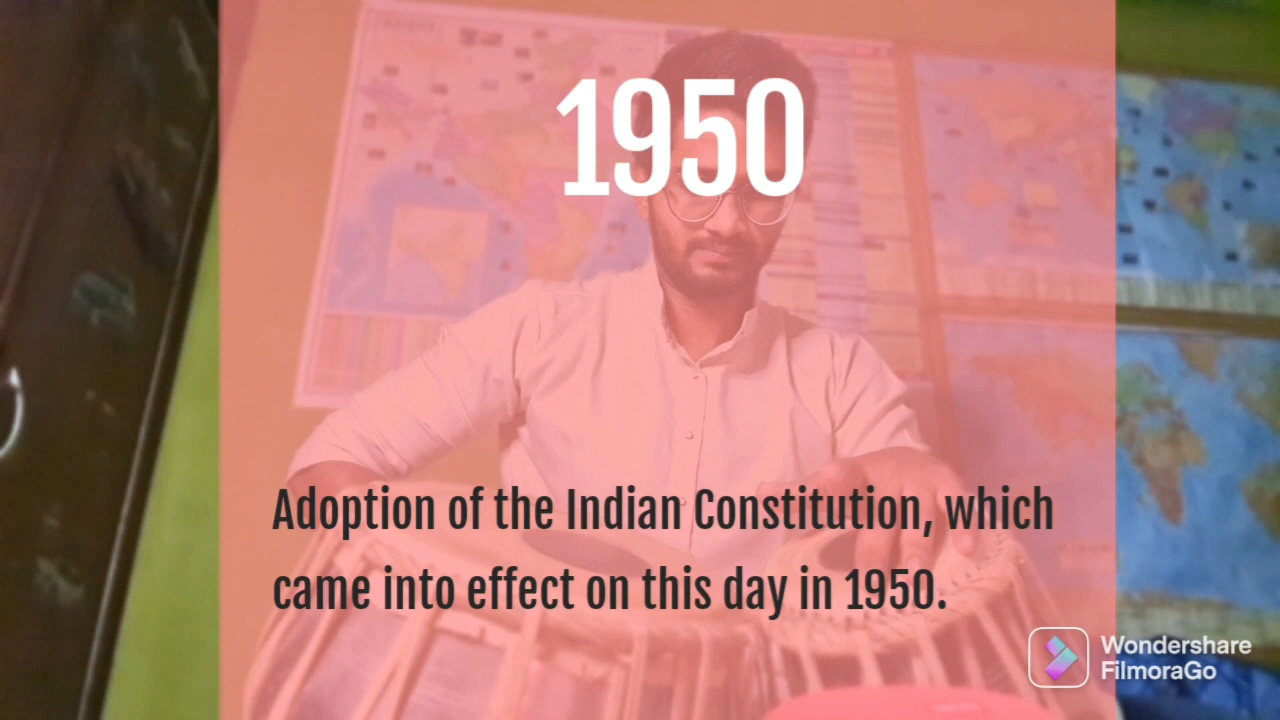 1950
Adoption of the Indian Constitution, which
came into effect on this day in 1950.
Wondershare
FilmoraGo